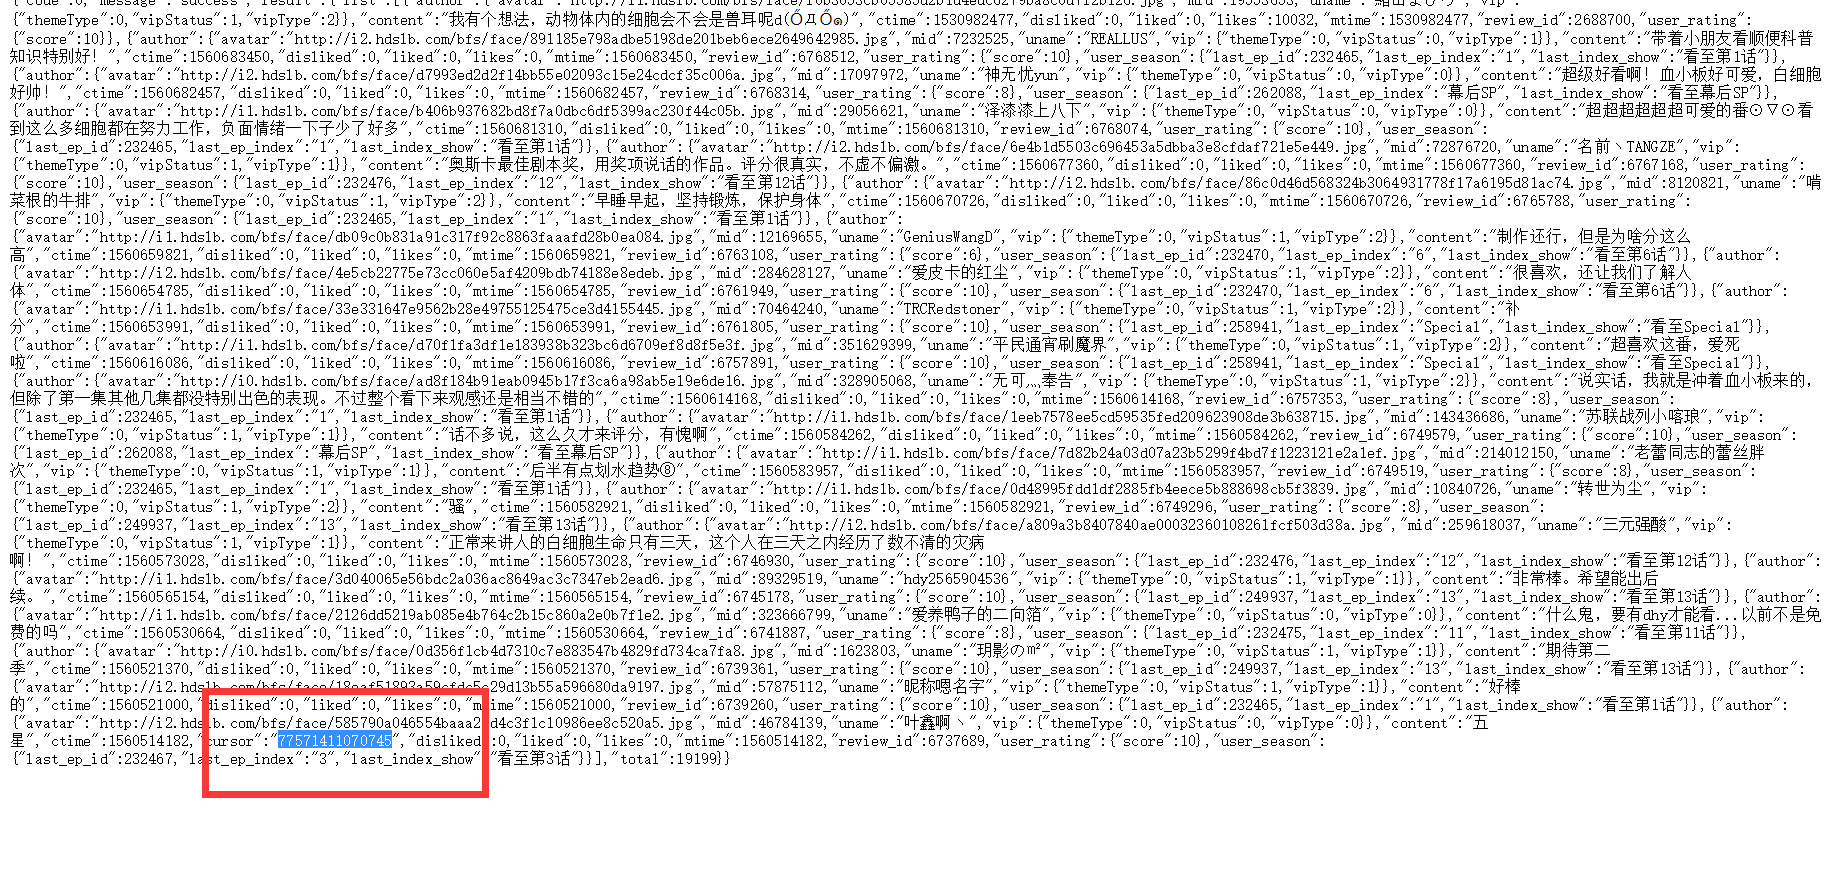 {"themeType":0,"vipStatus":1,"vipType":2}},"content":"我有个想法，动物体内的细胞会不会是兽耳呢d(ŐдŐ๑)","ctime":1530982477,"disliked":0,"liked":0,"likes":10032,"mtime":1530982477,"review_id":2688700,"user_rating":
{"score":10}},{"author":{"avatar":"http://i2.hdslb.com/bfs/face/891185e798adbe5198de201beb6ece2649642985.jpg","mid":7232525,"uname":"REALLUS","vip":{"themeType":0,"vipStatus":0,"vipType":1}},"content":"带着小朋友看顺便科普
知识特别好！","ctime":1560683450,"disliked":0,"liked":0,"likes":0,"mtime":1560683450,"review_id":6768512,"user_rating":{"score":10},"user_season":{"last_ep_id":232465,"last_ep_index":"1","last_index_show":"看至第1话"}},
{"author":{"avatar":"http://i2.hdslb.com/bfs/face/d7993ed2d2f14bb55e02093c15e24cdcf35c006a.jpg","mid":17097972,"uname":"神无忧yun","vip":{"themeType":0,"vipStatus":0,"vipType":0}},"content":"超级好看啊！血小板好可爱，白细胞
好帅！","ctime":1560682457,"disliked":0,"liked":0,"likes":0,"mtime":1560682457,"review_id":6768314,"user_rating":{"score":8},"user_season":{"last_ep_id":262088,"last_ep_index":"幕后SP","last_index_show":"看至幕后SP"}},
{"author":{"avatar":"http://i1.hdslb.com/bfs/face/b406b937682bd8f7a0dbc6df5399ac230f44c05b.jpg","mid":29056621,"uname":"泽漆漆上八下","vip":{"themeType":0,"vipStatus":0,"vipType":0}},"content":"超超超超超超可爱的番⊙∇⊙看
到这么多细胞都在努力工作，负面情绪一下子少了好多","ctime":1560681310,"disliked":0,"liked":0,"likes":0,"mtime":1560681310,"review_id":6768074,"user_rating":{"score":10},"user_season":
{"last_ep_id":232465,"last_ep_index":"1","last_index_show":"看至第1话"}},{"author":{"avatar":"http://i2.hdslb.com/bfs/face/6e4b1d5503c696453a5dbba3e8cfdaf721e5e449.jpg","mid":72876720,"uname":"名前丶TANGZE","vip":
{"themeType":0,"vipStatus":1,"vipType":1}},"content":"奥斯卡最佳剧本奖，用奖项说话的作品。评分很真实，不虚不偏激。","ctime":1560677360,"disliked":0,"liked":0,"likes":0,"mtime":1560677360,"review_id":6767168,"user_rating":
{"score":10},"user_season":{"last_ep_id":232476,"last_ep_index":"12","last_index_show":"看至第12话"}},{"author":{"avatar":"http://i2.hdslb.com/bfs/face/86c0d46d568324b3064931778f17a6195d81ac74.jpg","mid":8120821,"uname":"啃
菜根的牛排","vip":{"themeType":0,"vipStatus":1,"vipType":2}},"content":"早睡早起，坚持锻炼，保护身体","ctime":1560670726,"disliked":0,"liked":0,"likes":0,"mtime":1560670726,"review_id":6765788,"user_rating":
{"score":10},"user_season":{"last_ep_id":232465,"last_ep_index":"1","last_index_show":"看至第1话"}},{"author":
{"avatar":"http://i1.hdslb.com/bfs/face/db09c0b831a91c317f92c8863faaafd28b0ea084.jpg","mid":12169655,"uname":"GeniusWangD","vip":{"themeType":0,"vipStatus":1,"vipType":2}},"content":"制作还行，但是为啥分这么
高","ctime":1560659821,"disliked":0,"liked":0,"likes":0,"mtime":1560659821,"review_id":6763108,"user_rating":{"score":6},"user_season":{"last_ep_id":232470,"last_ep_index":"6","last_index_show":"看至第6话"}},{"author":
{"avatar":"http://i2.hdslb.com/bfs/face/4e5cb22775e73cc060e5af4209bdb74188e8edeb.jpg","mid":284628127,"uname":"爱皮卡的红尘","vip":{"themeType":0,"vipStatus":1,"vipType":2}},"content":"很喜欢，还让我们了解人
体","ctime":1560654785,"disliked":0,"liked":0,"likes":0,"mtime":1560654785,"review_id":6761949,"user_rating":{"score":10},"user_season":{"last_ep_id":232470,"last_ep_index":"6","last_index_show":"看至第6话"}},{"author":
{"avatar":"http://i2.hdslb.com/bfs/face/33e331647e9562b28e49755125475ce3d4155445.jpg","mid":70464240,"uname":"TRCRedstoner","vip":{"themeType":0,"vipStatus":1,"vipType":2}},"content":"补
分","ctime":1560653991,"disliked":0,"liked":0,"likes":0,"mtime":1560653991,"review_id":6761805,"user_rating":{"score":10},"user_season":{"last_ep_id":258941,"last_ep_index":"Special","last_index_show":"看至Special"}},
{"author":{"avatar":"http://i2.hdslb.com/bfs/face/d70f1fa3df1e183938b323bc6d6709ef8d8f5e3f.jpg","mid":351629399,"uname":"平民通宵刷魔界","vip":{"themeType":0,"vipStatus":1,"vipType":2}},"content":"超喜欢这番，爱死
啦","ctime":1560616086,"disliked":0,"liked":0,"likes":0,"mtime":1560616086,"review_id":6757891,"user_rating":{"score":10},"user_season":{"last_ep_id":258941,"last_ep_index":"Special","last_index_show":"看至Special"}},
{"author":{"avatar":"http://i0.hdslb.com/bfs/face/ad8f184b91eab0945b17f3ca6a98ab5e19e6de16.jpg","mid":328905068,"uname":"无可灬奉告","vip":{"themeType":0,"vipStatus":1,"vipType":2}},"content":"说实话，我就是冲着血小板来的，
但除了第一集其他几集都没特别出色的表现。不过整个看下来观感还是相当不错的","ctime":1560614168,"disliked":0,"liked":0,"likes":0,"mtime":1560614168,"review_id":6757353,"user_rating":{"score":8},"user_season":
{"last_ep_id":232465,"last_ep_index":"1","last_index_show":"看至第1话"}},{"author":{"avatar":"http://i1.hdslb.com/bfs/face/1eeb7578ee5cd59535fed209623908de3b638715.jpg","mid":143436686,"uname":"苏联战列小喀琅","vip":
{"themeType":0,"vipStatus":1,"vipType":1}},"content":"话不多说，这么久才来评分，有愧啊","ctime":1560584262,"disliked":0,"liked":0,"likes":0,"mtime":1560584262,"review_id":6749579,"user_rating":{"score":10},"user_season":
{"last_ep_id":262088,"last_ep_index":"幕后SP","last_index_show":"看至幕后SP"}},{"author":{"avatar":"http://i1.hdslb.com/bfs/face/7d82b24a03d07a23b5299f4bd7f1223121e2a1ef.jpg","mid":214012150,"uname":"老蕾同志的蕾丝胖
次","vip":{"themeType":0,"vipStatus":1,"vipType":1}},"content":"后半有点划水趋势⑧","ctime":1560583957,"disliked":0,"liked":0,"likes":0,"mtime":1560583957,"review_id":6749519,"user_rating":{"score":8},"user_season":
{"last_ep_id":232465,"last_ep_index":"1","last_index_show":"看至第1话"}},{"author":{"avatar":"http://i1.hdslb.com/bfs/face/0d48995fdd1df2885fb4eece5b888698cb5f3839.jpg","mid":10840726,"uname":"转世为尘","vip":
{"themeType":0,"vipStatus":1,"vipType":2}},"content":"骚","ctime":1560582921,"disliked":0,"liked":0,"likes":0,"mtime":1560582921,"review_id":6749296,"user_rating":{"score":8},"user_season":
{"last_ep_id":249937,"last_ep_index":"13","last_index_show":"看至第13话"}},{"author":{"avatar":"http://i2.hdslb.com/bfs/face/a809a3b8407840ae00032360108261fcf503d38a.jpg","mid":259618037,"uname":"三元强酸","vip":
{"themeType":0,"vipStatus":1,"vipType":1}},"content":"正常来讲人的白细胞生命只有三天，这个人在三天之内经历了数不清的灾病
啊！","ctime":1560573028,"disliked":0,"liked":0,"likes":0,"mtime":1560573028,"review_id":6746930,"user_rating":{"score":10},"user_season":{"last_ep_id":232476,"last_ep_index":"12","last_index_show":"看至第12话"}},{"author":
{"avatar":"http://i1.hdslb.com/bfs/face/3d040065e56bdc2a036ac8649ac3c7347eb2ead6.jpg","mid":89329519,"uname":"hdy2565904536","vip":{"themeType":0,"vipStatus":1,"vipType":1}},"content":"非常棒。希望能出后
续。","ctime":1560565154,"disliked":0,"liked":0,"likes":0,"mtime":1560565154,"review_id":6745178,"user_rating":{"score":10},"user_season":{"last_ep_id":249937,"last_ep_index":"13","last_index_show":"看至第13话"}},{"author":
{"avatar":"http://i1.hdslb.com/bfs/face/2126dd5219ab085e4b764c2b15c860a2e0b7f1e2.jpg","mid":323666799,"uname":"爱养鸭子的二向箔","vip":{"themeType":0,"vipStatus":0,"vipType":0}},"content":"什么鬼，要有dhy才能看...以前不是免
费的吗","ctime":1560530664,"disliked":0,"liked":0,"likes":0,"mtime":1560530664,"review_id":6741887,"user_rating":{"score":8},"user_season":{"last_ep_id":232475,"last_ep_index":"11","last_index_show":"看至第11话"}},
{"author":{"avatar":"http://i0.hdslb.com/bfs/face/0d356f1cb4d7310c7e883547b4829fd734ca7fa8.jpg","mid":1623803,"uname":"玥影の㎡","vip":{"themeType":0,"vipStatus":1,"vipType":1}},"content":"期待第二
季","ctime":1560521370,"disliked":0,"liked":0,"likes":0,"mtime":1560521370,"review_id":6739361,"user_rating":{"score":10},"user_season":{"last_ep_id":249937,"last_ep_index":"13","last_index_show":"看至第13话"}},{"author":
{"avatar":"http://i2.hdslb.com/bfs/face/","mid":57875112,"uname":"昵称嗯名字","vip":{"themeType":0,"vipStatus":1,"vipType":1}},"content":"好棒
的","ctime":1560521000,"disliked":0,"liked":0,"likes":0,"mtime":1560521000,"review_id":6739260,"user_rating":{"score":10},"user_season":{"last_ep_id":232465,"last_ep_index":"1","last_index_show":"看至第1话"}},{"author":
{"avatar":"http://i2.hdslb.com/bfs/face/585790a046554baaa2d4c3f1c10986ee8c520a5.jpg","mid":46784139,"uname":"叶鑫啊丶","vip":{"themeType":0,"vipStatus":0,"vipType":0}},"content":"五
星","ctime":1560514182,"cursor":"77571411070745","disliked":0,"liked":0,"likes":0,"mtime":1560514182,"review_id":6737689,"user_rating":{"score":10},"user_season":
{"last_ep_id":232467,"last_ep_index":"3","last_index_show":"看至第3话"}}],"total":19199}}